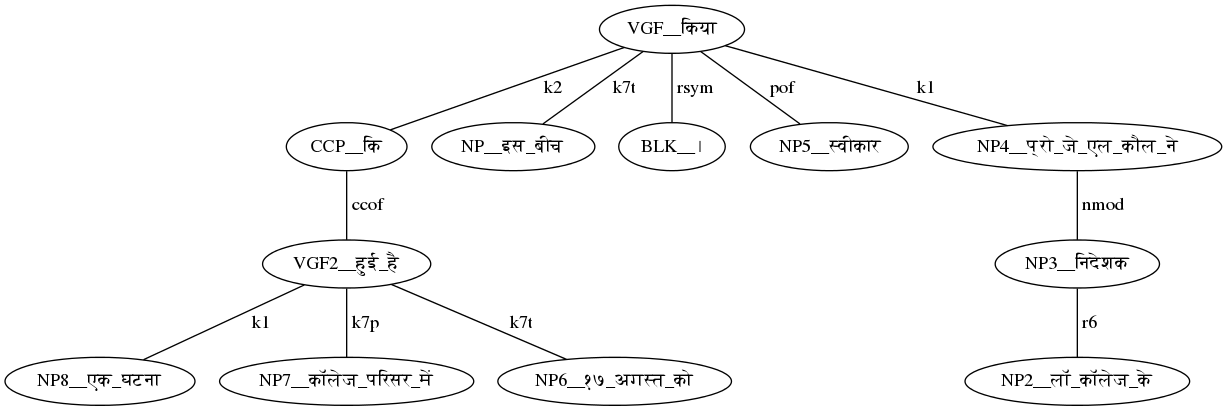 VGF__किया
k2
k7t
rsym
pof
k1
CCP__कि
NP__इस_बीच
BLK__।
NP5__स्वीकार
NP4__प्रो_जे_एल_कौल_ने
ccof
nmod
VGF2__हुई_है
NP3__निदेशक
k1
k7p
k7t
r6
NP8__एक_घटना
NP7__कॉलेज_परिसर_में
NP6__१७_अगस्त_को
NP2__लॉ_कॉलेज_के